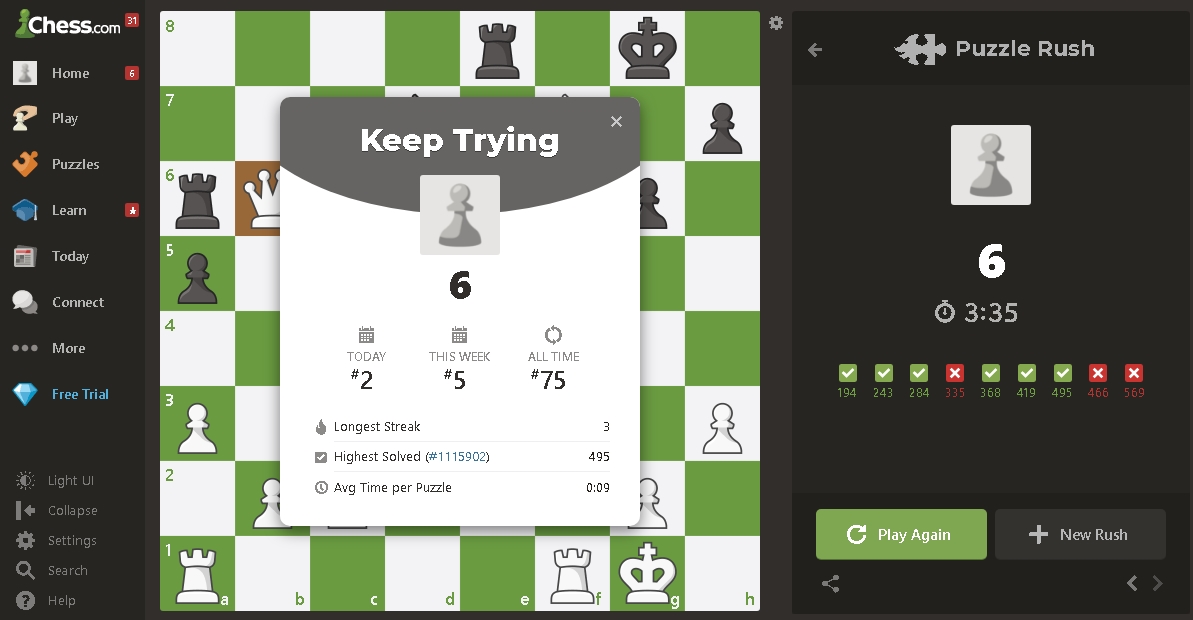 Chess.com 31
Home 6
Play
Puzzles
Learn
Today
Connect
More
Free Trial
Light UI
Collapse
Settings
Search
Help
8
7
6
5
4
3
2
1
a b c d e f g h
Keep Trying
6
TODAY THIS WEEK ALL TIME
#2 #5 #75
Longest Streak 3
Highest Solved (#1115902) 495
Avg Time per Puzzle 0:09
Puzzle Rush
6
3:35
194 243 284 335 368 419 495 466 569
Play Again New Rush